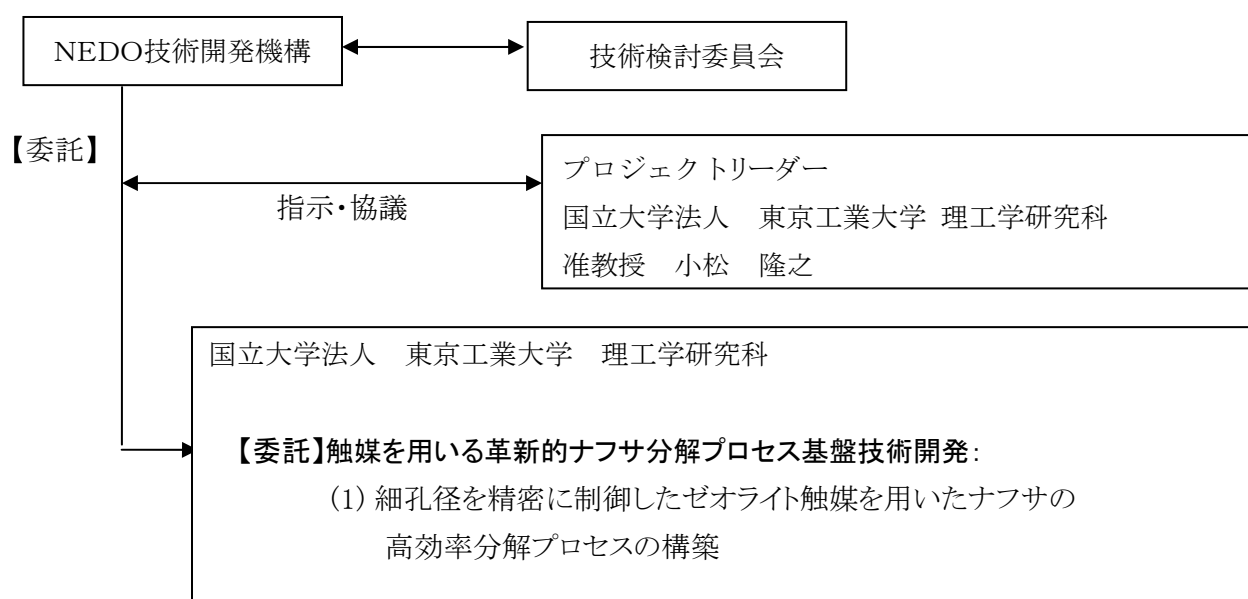 NEDO技術開発機構
技術検討委員会
【委託】
指示・協議
プロジェクトリーダー
国立大学法人　東京工業大学 理工学研究科
准教授　小松　隆之
国立大学法人　東京工業大学　理工学研究科
【委託】触媒を用いる革新的ナフサ分解プロセス基盤技術開発:
(1) 細孔径を精密に制御したゼオライト触媒を用いたナフサの
高効率分解プロセスの構築